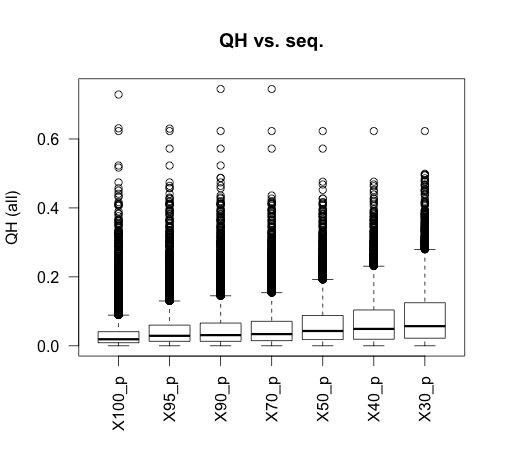 QH vs. seq.
QH (all)
0.6
0.4
0.2
0.0
X100_p
X95_p
X90_p
X70_p
X50_p
X40_p
X30_p